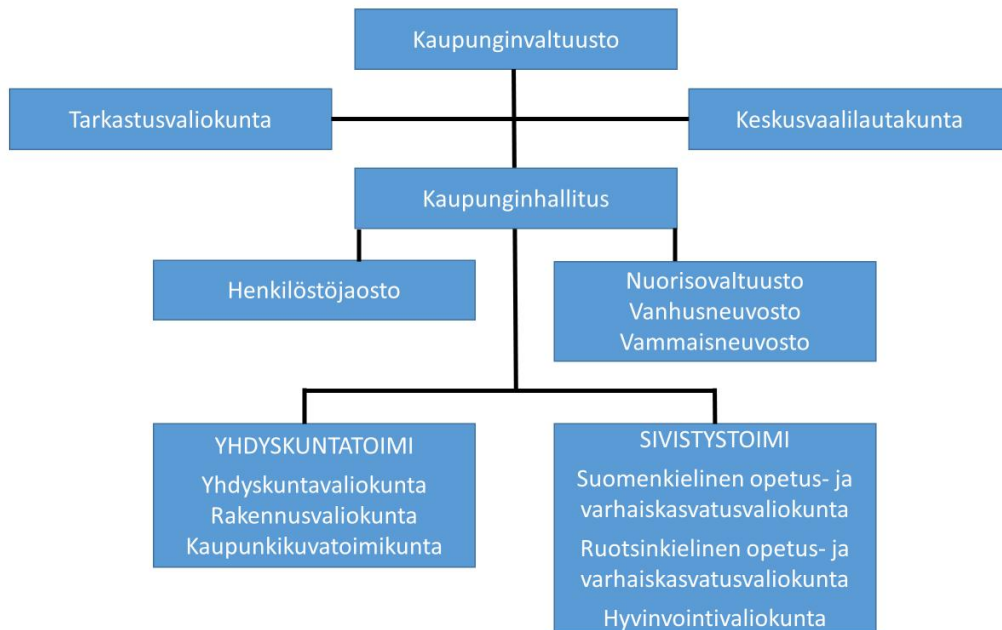 Kaupunginvaltuusto
Tarkastusvaliokunta
Keskusvaalilautakunta
Kaupunginhallitus
Henkilöstöjaosto
Nuorisovaltuusto
Vanhusneuvosto
Vammaisneuvosto
YHDYSKUNTATOIMI
Yhdyskuntavaliokunta
Rakennusvaliokunta
Kaupunkikuvatoimikunta
SIVISTYSTOIMI
Suomenkielinen opetus- ja
varhaiskasvatusvaliokunta
Ruotsinkielinen opetus- ja
varhaiskasvatusvaliokunta
Hyvinvointivaliokunta